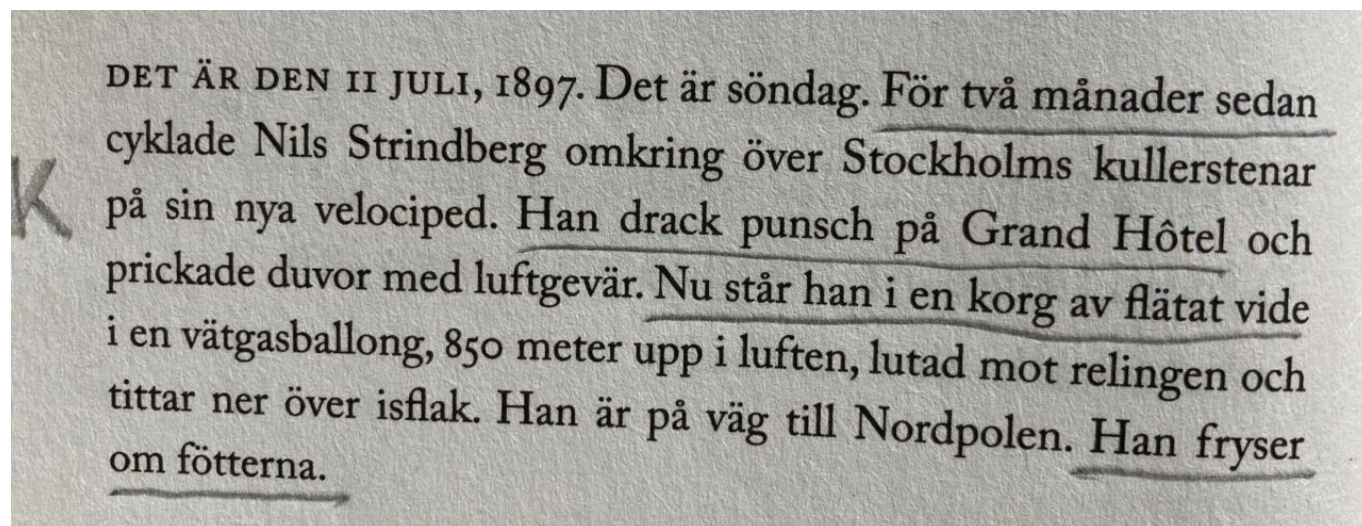 DET ÄR DEN 11 JULI, 1897. Det är söndag. För två månader sedan
cyklade Nils Strindberg omkring över Stockholms kullerstenar
K
på sin nya velociped. Han drack punsch på Grand Hôtel och
prickade duvor med luftgevär. Nu står han i en korg av flätat vide
i en vätgasballong, 850 meter upp i luften, lutad mot relingen och
tittar ner över isflak. Han är på väg till Nordpolen. Han fryser
om fötterna.